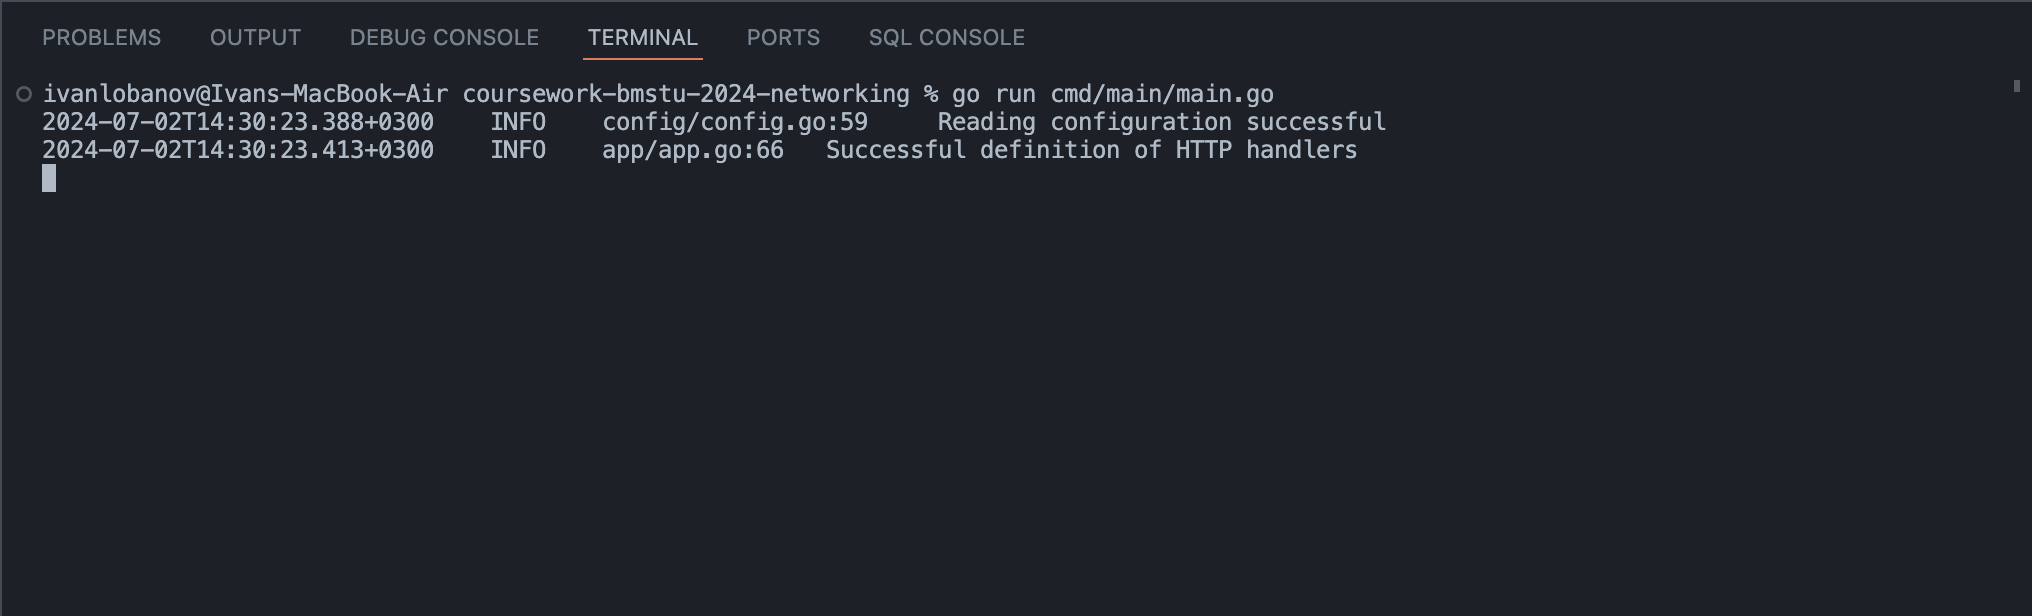 PROBLEMS OUTPUT DEBUG CONSOLE TERMINAL PORTS SQL CONSOLE
ivanlobanov@Ivans-MacBook-Air coursework-bmstu-2024-networking % go run cmd/main/main.go
2024-07-02T14:30:23.388+0300 INFO config/config.go:59 Reading configuration successful
2024-07-02T14:30:23.413+0300 INFO app/app.go:66 Successful definition of HTTP handlers